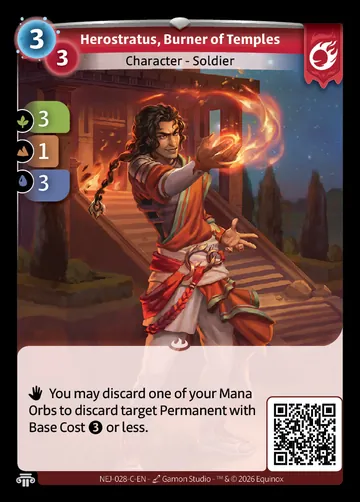 3
3
Herostratus, Burner of Temples
Character - Soldier
3
1
3
You may discard one of your Mana
Orbs to discard target Permanent with
Base Cost 3 or less.
NEJ-028-C-EN - Gamon Studio - ™ & © 2026 Equinox